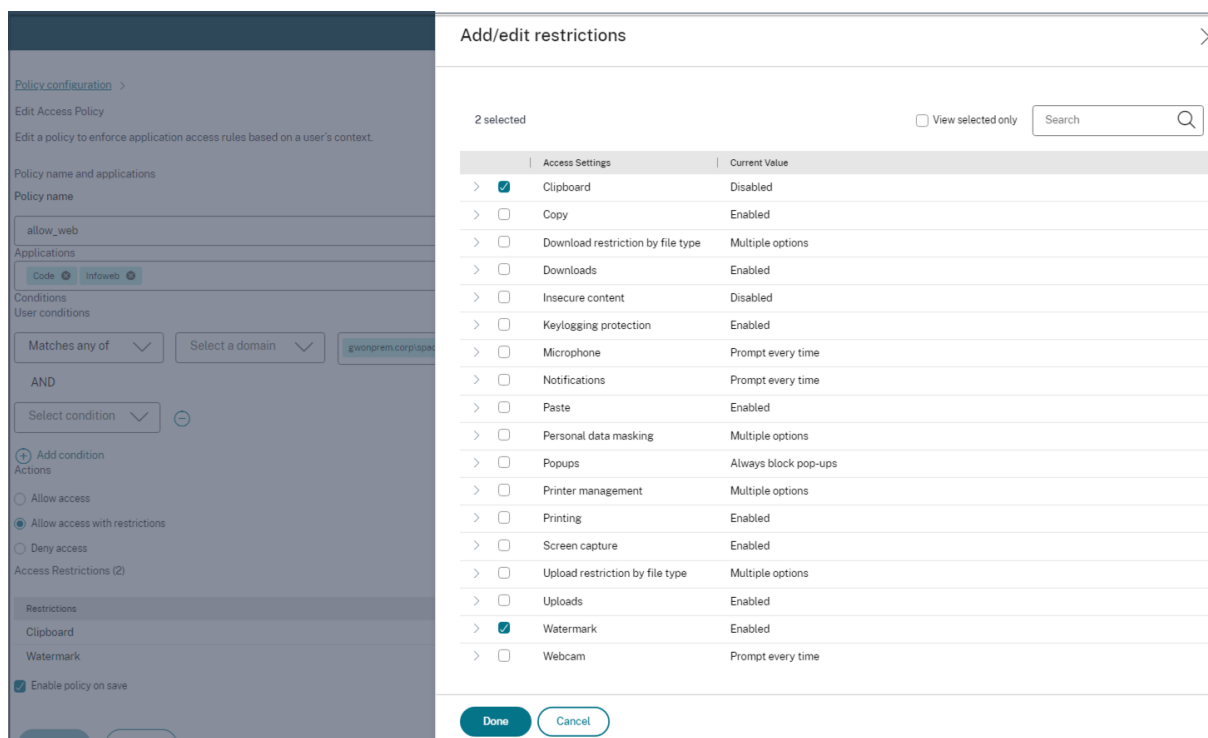 Policy configuration >
Edit Access Policy
Edit a policy to enforce application access rules based on a user's context.
Policy name and applications
Policy name
allow_web
Applications
Code Infoweb
Conditions
User conditions
Matches any of Select a domain gwonprem.corp\spac
AND
Select condition
Add condition
Actions
Allow access
Allow access with restrictions
Deny access
Access Restrictions (2)
Restrictions
Clipboard
Watermark
Enable policy on save
Add/edit restrictions
2 selected View selected only Search
Access Settings Current Value
Clipboard Disabled
Copy Enabled
Download restriction by file type Multiple options
Downloads Enabled
Insecure content Disabled
Keylogging protection Enabled
Microphone Prompt every time
Notifications Prompt every time
Paste Enabled
Personal data masking Multiple options
Popups Always block pop-ups
Printer management Multiple options
Printing Enabled
Screen capture Enabled
Upload restriction by file type Multiple options
Uploads Enabled
Watermark Enabled
Webcam Prompt every time
Done Cancel